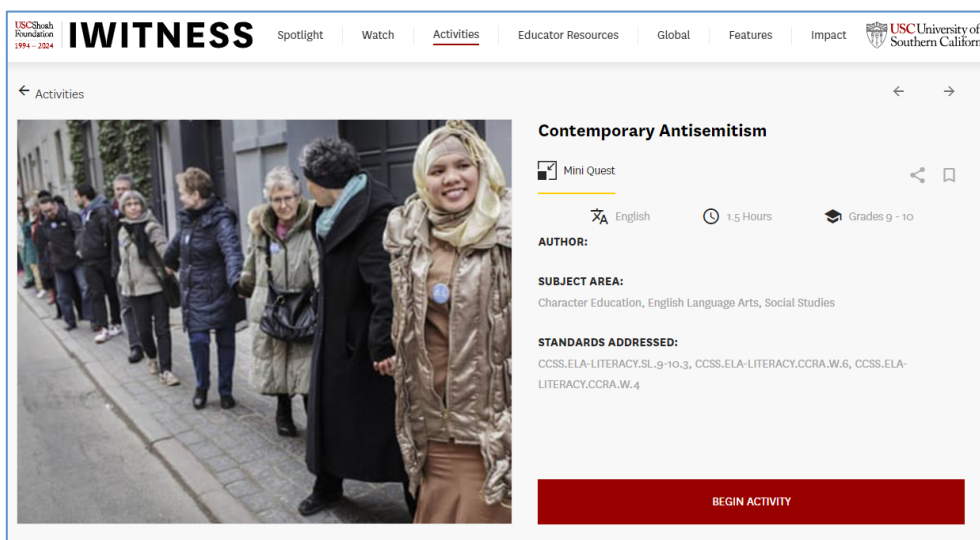 USC Shoah
Foundation
1994 – 2024
IWITNESS
Spotlight
Watch
Activities
Educator Resources
Global
Features
Impact
USC University of
Southern Californ
← Activities
← →
Contemporary Antisemitism
Mini Quest
English
1.5 Hours
Grades 9 - 10
AUTHOR:
SUBJECT AREA:
Character Education, English Language Arts, Social Studies
STANDARDS ADDRESSED:
CCSS.ELA-LITERACY.SL.9-10.3, CCSS.ELA-LITERACY.CCRA.W.6, CCSS.ELA-
LITERACY.CCRA.W.4
BEGIN ACTIVITY